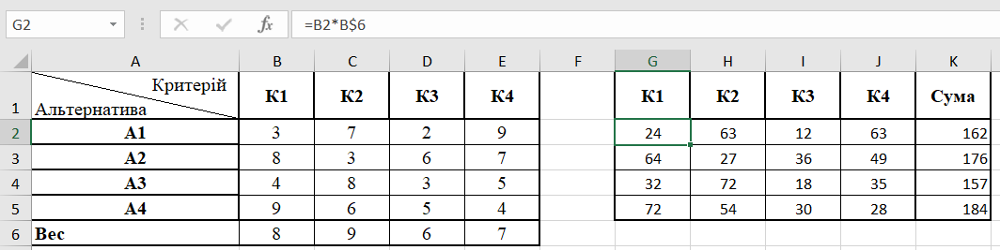 G2 fx =B2*B$6
A B C D E F G H I J K
1 Критерій Альтернатива К1 К2 К3 К4 К1 К2 К3 К4 Сума
2 А1 3 7 2 9 24 63 12 63 162
3 А2 8 3 6 7 64 27 36 49 176
4 А3 4 8 3 5 32 72 18 35 157
5 А4 9 6 5 4 72 54 30 28 184
6 Вес 8 9 6 7